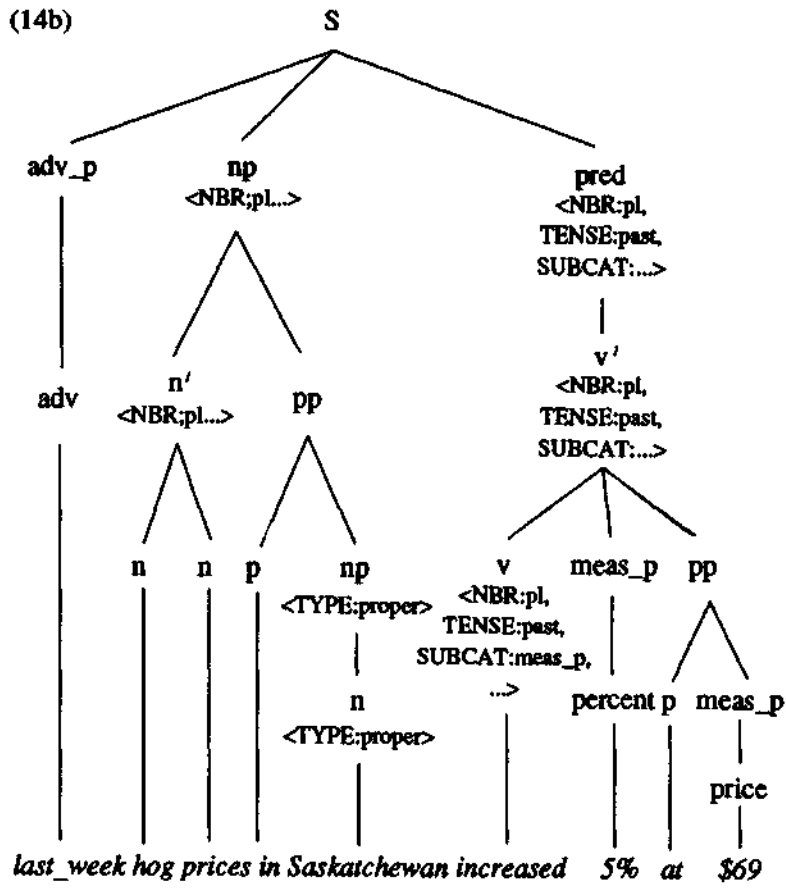 (14b) S
adv_p np pred
<NBR;pl...> <NBR:pl,
TENSE:past,
SUBCAT:...>
n′ v′
adv <NBR;pl...> pp <NBR:pl,
TENSE:past,
SUBCAT:...>
n n p np v meas_p pp
<TYPE:proper> <NBR:pl,
TENSE:past,
SUBCAT:meas_p,
...>
n percent p meas_p
<TYPE:proper>
price
last_week hog prices in Saskatchewan increased 5% at $69